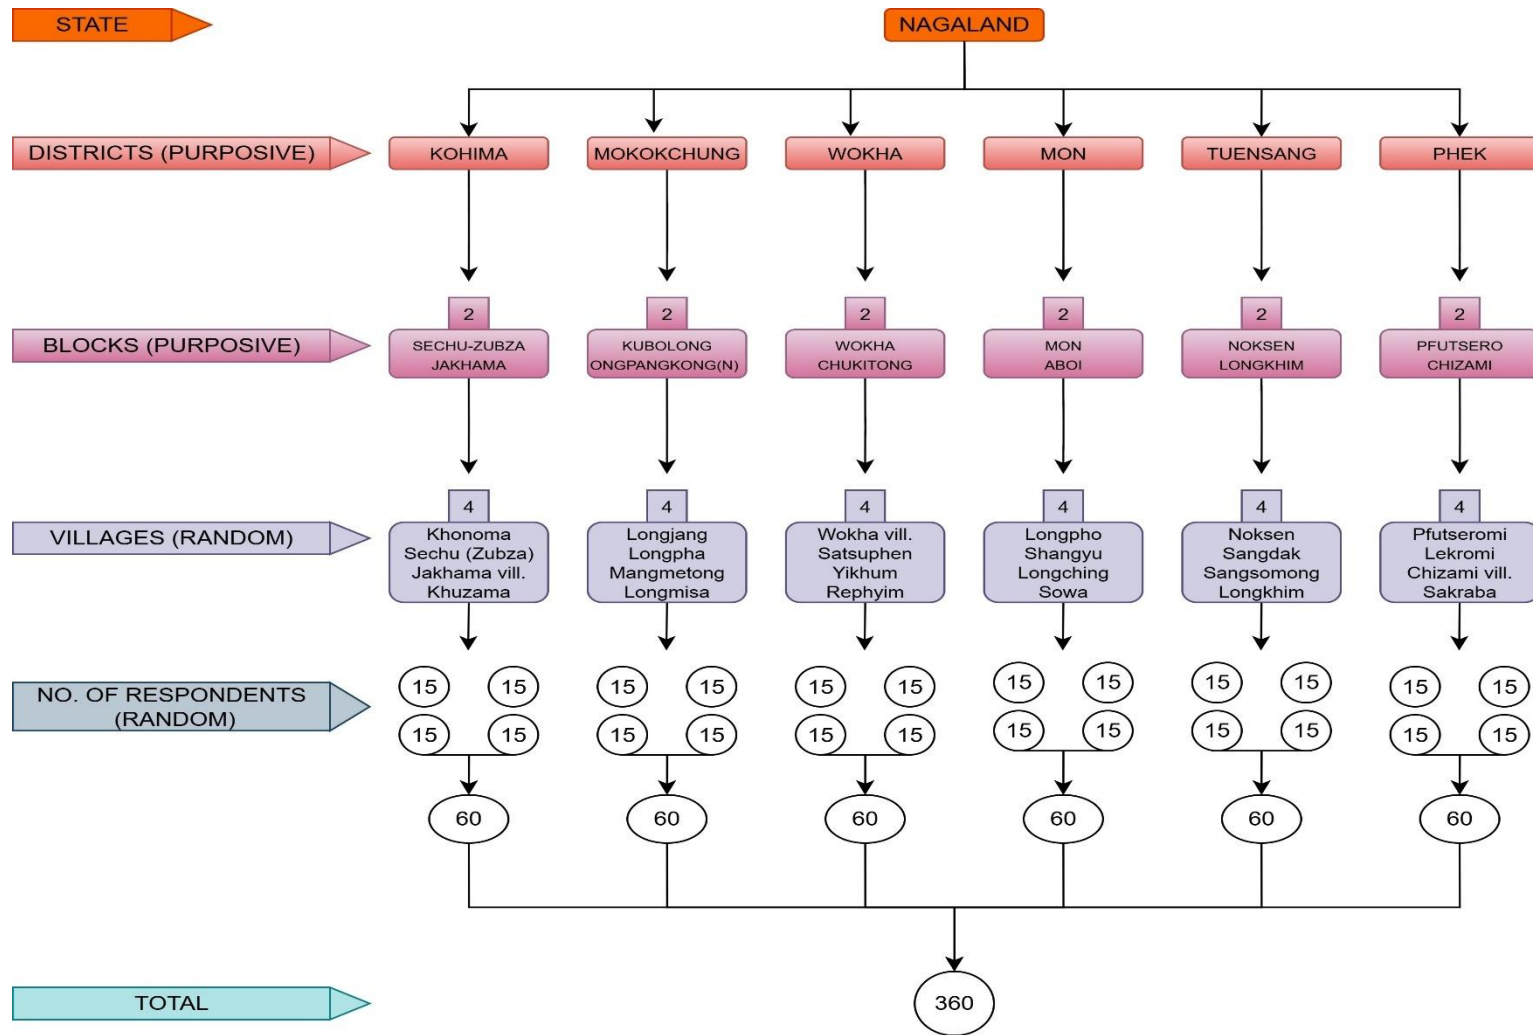 STATE
NAGALAND
DISTRICTS (PURPOSIVE)
KOHIMA
MOKOKCHUNG
WOKHA
MON
TUENSANG
PHEK
BLOCKS (PURPOSIVE)
2
SECHU-ZUBZA
JAKHAMA
2
KUBOLONG
ONGPANGKONG(N)
2
WOKHA
CHUKITONG
2
MON
ABOI
2
NOKSEN
LONGKHIM
2
PFUTSERO
CHIZAMI
VILLAGES (RANDOM)
4
Khonoma
Sechu (Zubza)
Jakhama vill.
Khuzama
4
Longjang
Longpha
Mangmetong
Longmisa
4
Wokha vill.
Satsuphen
Yikhum
Rephyim
4
Longpho
Shangyu
Longching
Sowa
4
Noksen
Sangdak
Sangsomong
Longkhim
4
Pfutseromi
Lekromi
Chizami vill.
Sakraba
NO. OF RESPONDENTS
(RANDOM)
15 15
15 15
60
15 15
15 15
60
15 15
15 15
60
15 15
15 15
60
15 15
15 15
60
15 15
15 15
60
TOTAL
360